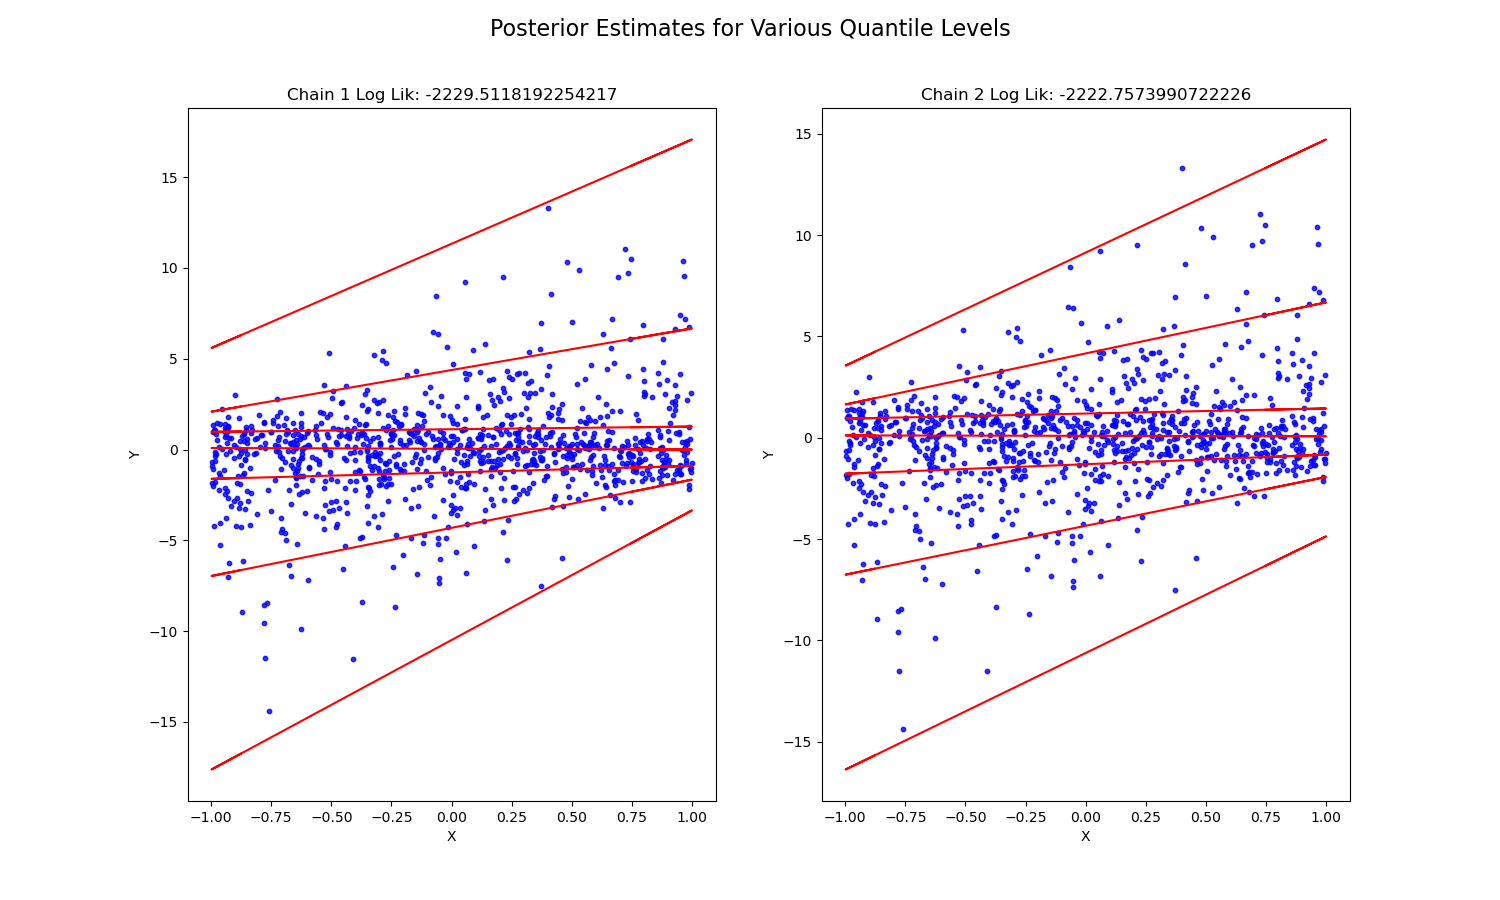 Posterior Estimates for Various Quantile Levels
Chain 1 Log Lik: -2229.5118192254217
15
10
5
0
−5
−10
−15
Y
−1.00 −0.75 −0.50 −0.25 0.00 0.25 0.50 0.75 1.00
X
Chain 2 Log Lik: -2222.7573990722226
15
10
5
0
−5
−10
−15
Y
−1.00 −0.75 −0.50 −0.25 0.00 0.25 0.50 0.75 1.00
X